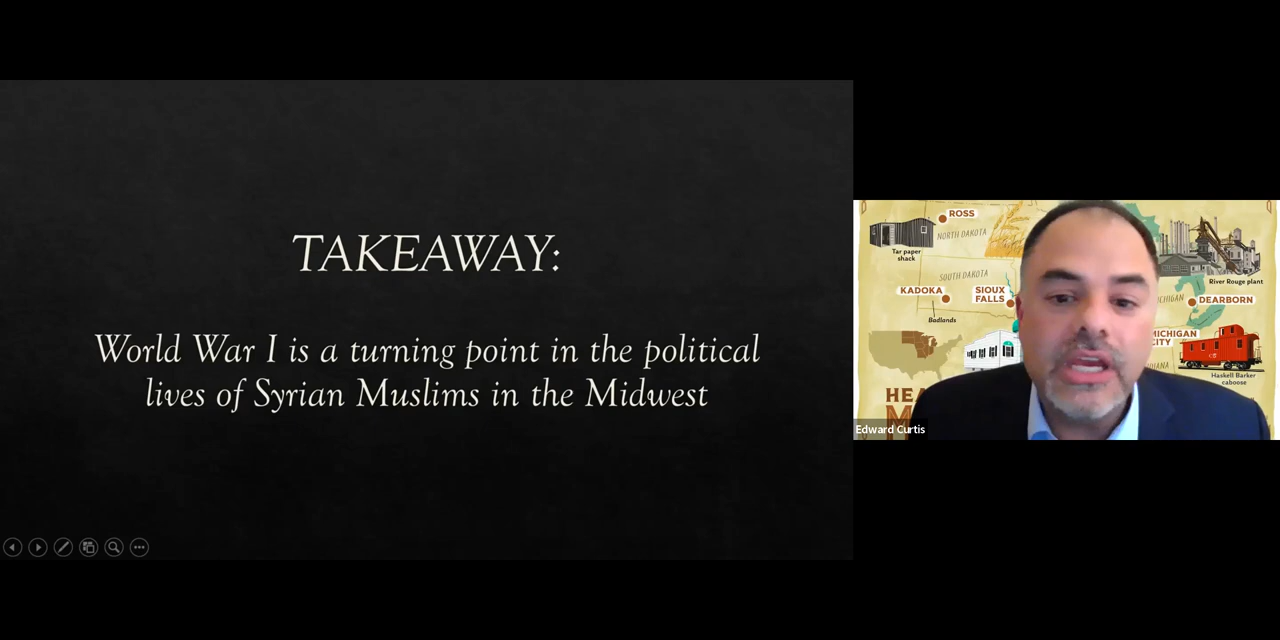 TAKEAWAY:
World War I is a turning point in the political
lives of Syrian Muslims in the Midwest
ROSS
NORTH DAKOTA
Tar paper
shack
SOUTH DAKOTA
KADOKA
SIOUX
FALLS
Badlands
River Rouge plant
DEARBORN
MICHIGAN
CITY
Haskell Barker
caboose
Edward Curtis